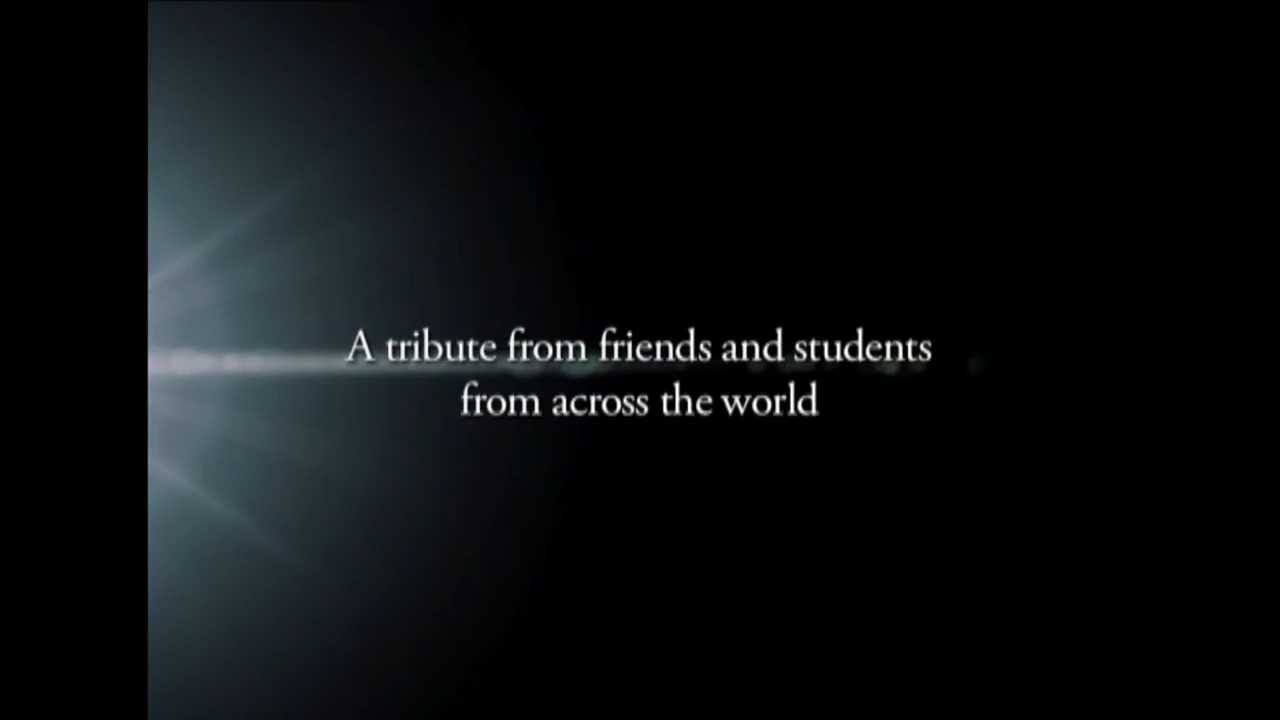 A tribute from friends and students
from across the world